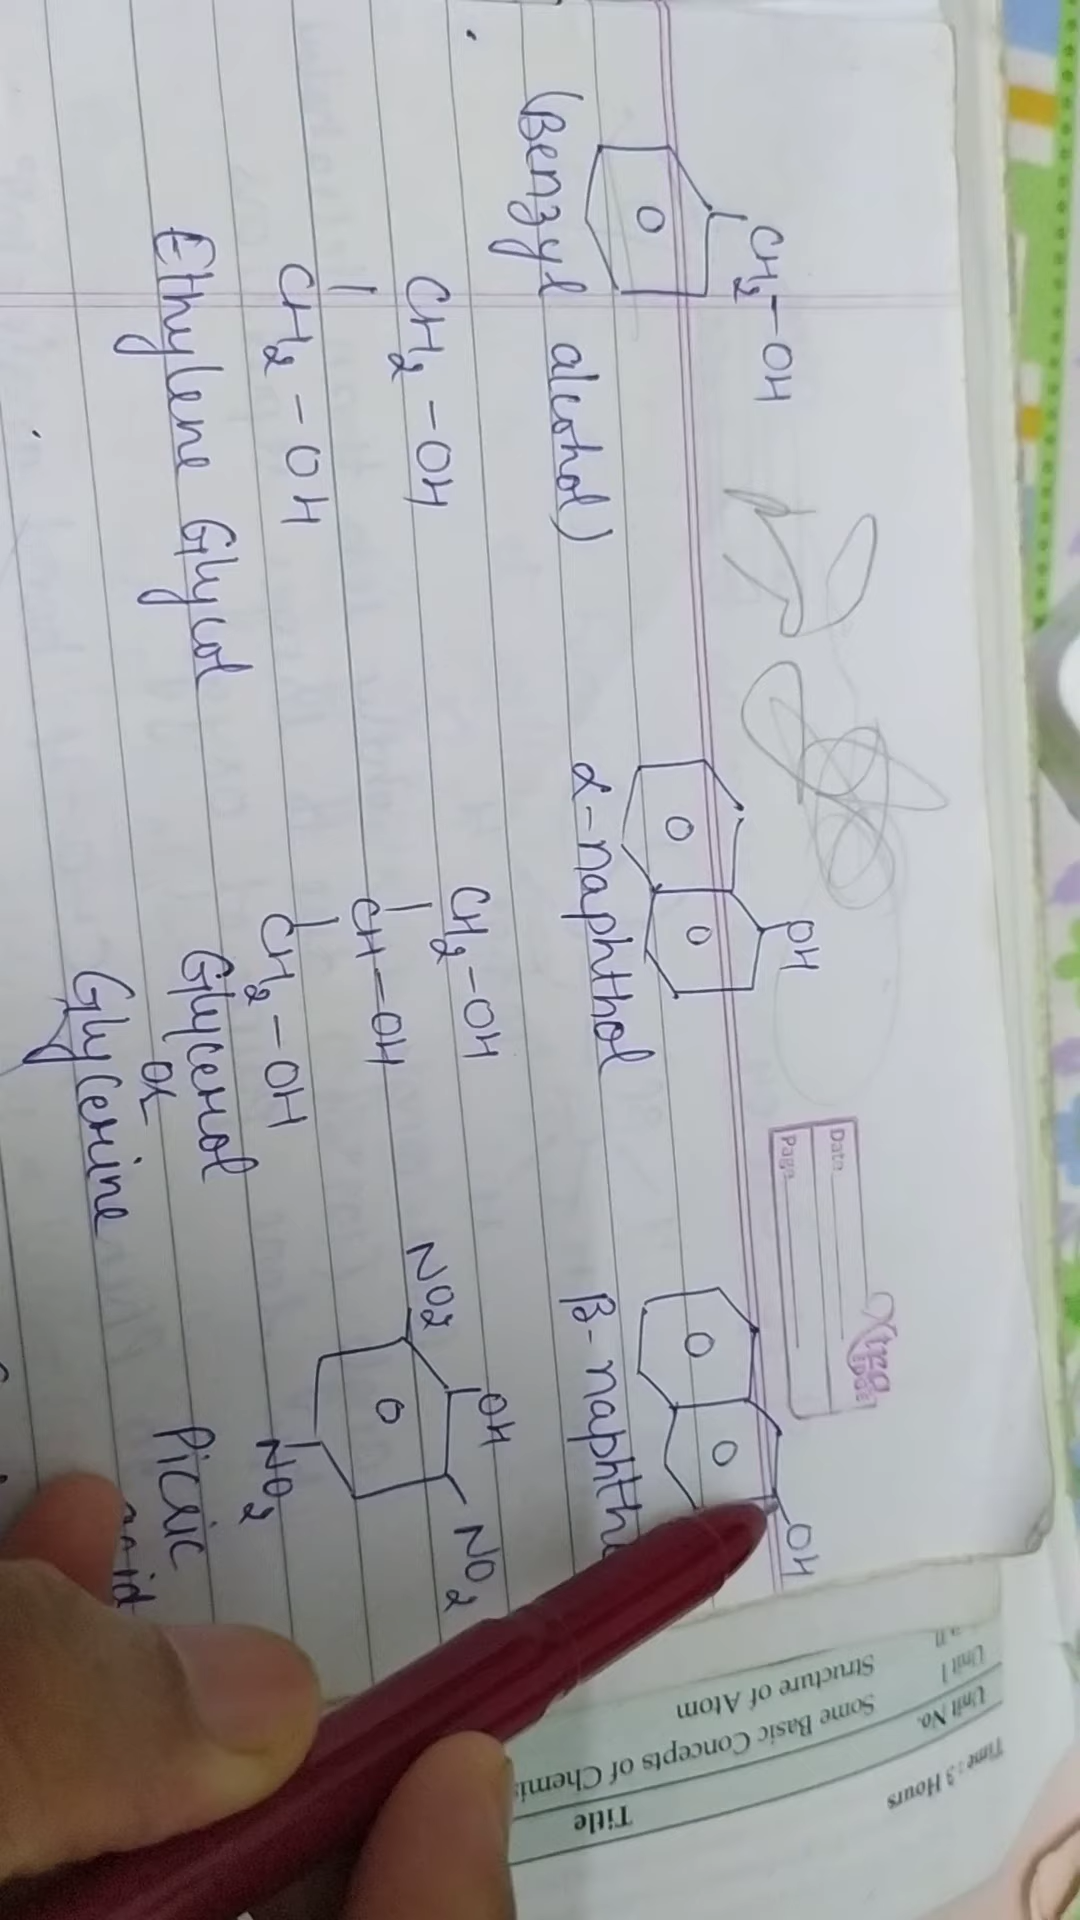 Date
Page
CH2-OH
OH
OH
(Benzyl alcohol)
α-naphthol
β-naphth
CH2-OH
CH2-OH
Ethylene Glycol
CH2-OH
CH-OH
CH2-OH
Glycerol
or
Glycerine
OH
NO2
NO2
NO2
Picric
acid
Time : 3 Hours
Unit No.
Title
Unit I
Some Basic Concepts of Chemis
Structure of Atom